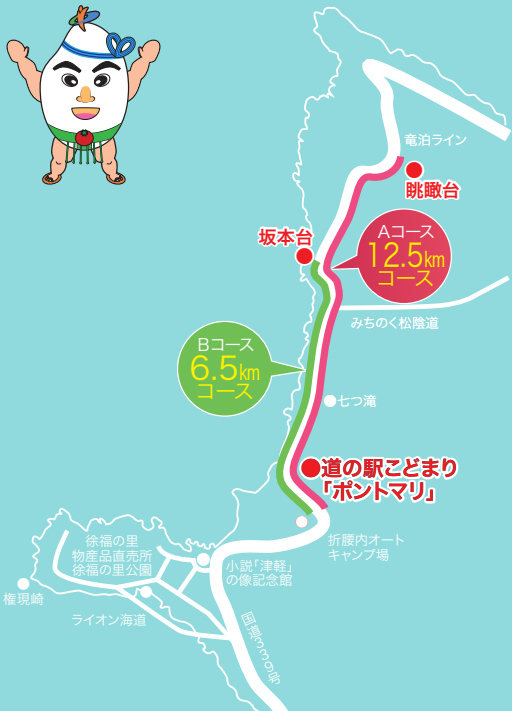 竜泊ライン
眺瞰台
坂本台
Aコース
12.5km
コース
みちのく松陰道
Bコース
6.5km
コース
七つ滝
道の駅こどまり
「ポントマリ」
折腰内オート
キャンプ場
徐福の里
物産品直売所
徐福の里公園
小説「津軽」
の像記念館
権現崎
ライオン海道
国道339号